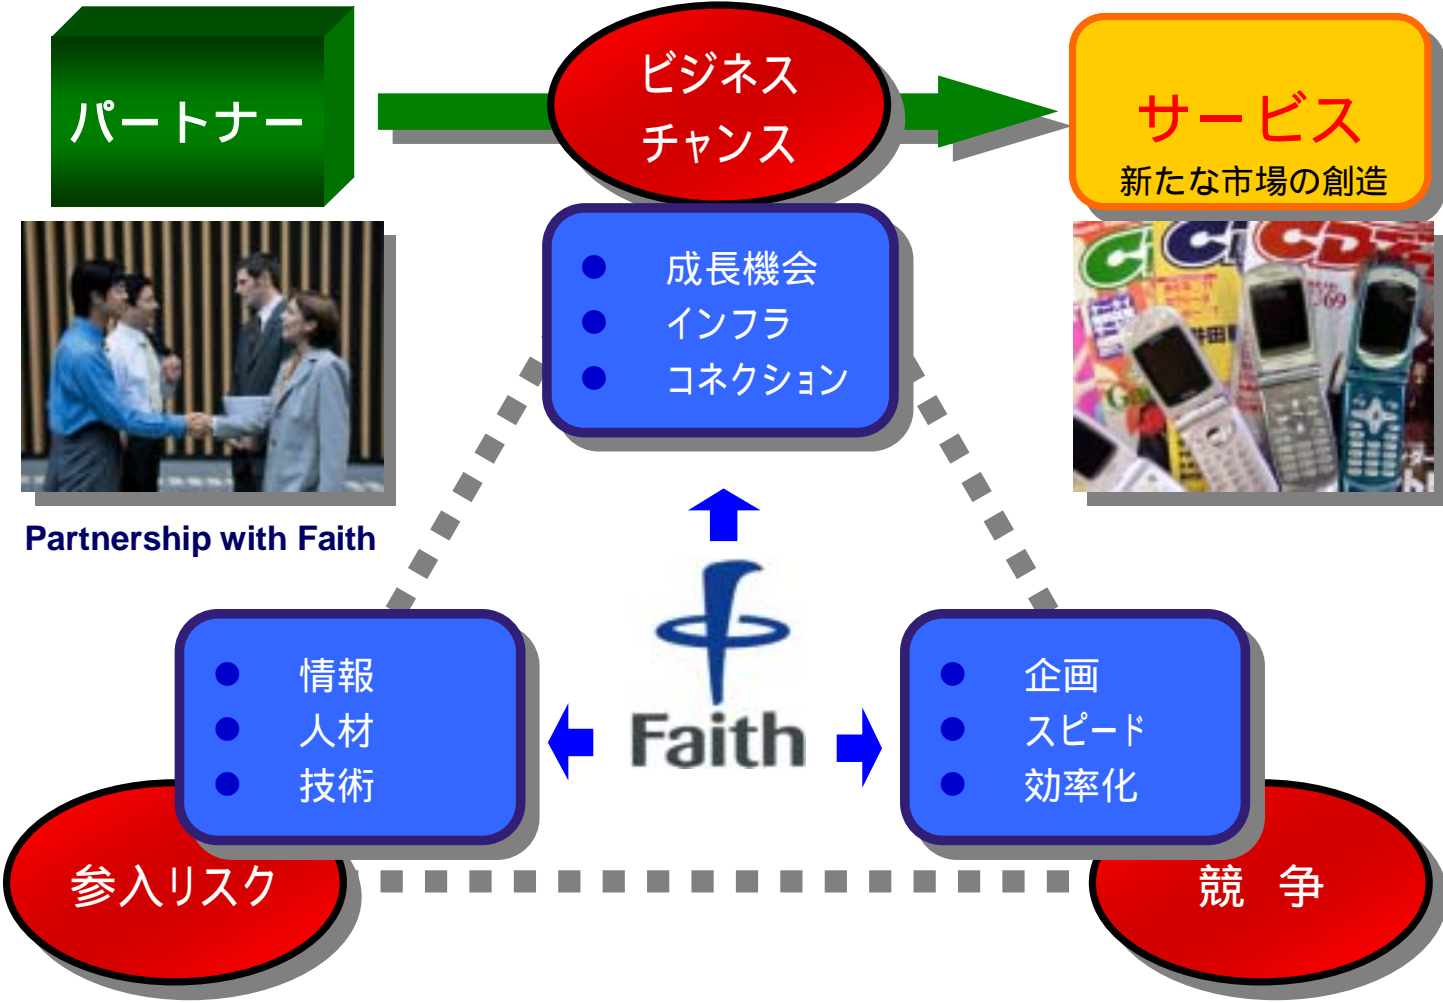 パートナー
ビジネス
チャンス
サービス
新たな市場の創造
成長機会
インフラ
コネクション
Partnership with Faith
Faith
情報
人材
技術
企画
スピード
効率化
参入リスク
競 争